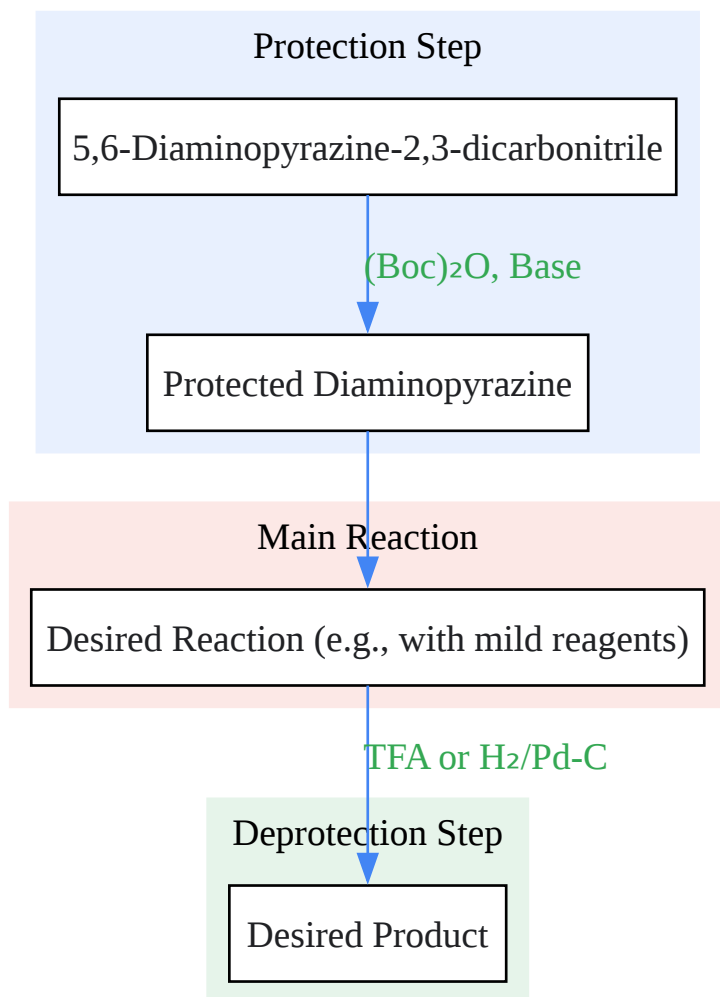 Protection Step
5,6-Diaminopyrazine-2,3-dicarbonitrile
(Boc)₂O, Base
Protected Diaminopyrazine
Main Reaction
Desired Reaction (e.g., with mild reagents)
TFA or H₂/Pd-C
Deprotection Step
Desired Product